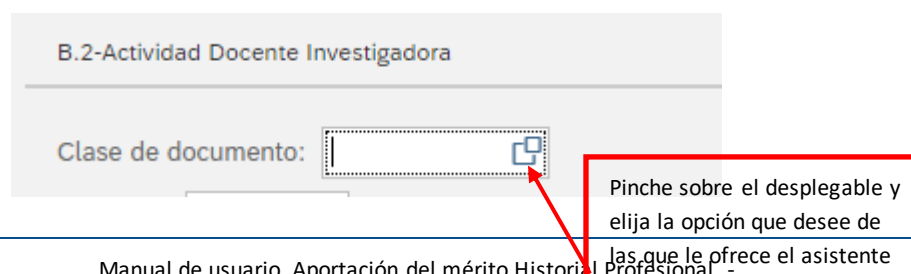 B.2-Actividad Docente Investigadora
Clase de documento:
Pinche sobre el desplegable y
elija la opción que desee de
las que le ofrece el asistente
Manual de usuario. Aportación del mérito Historial Profesional. -